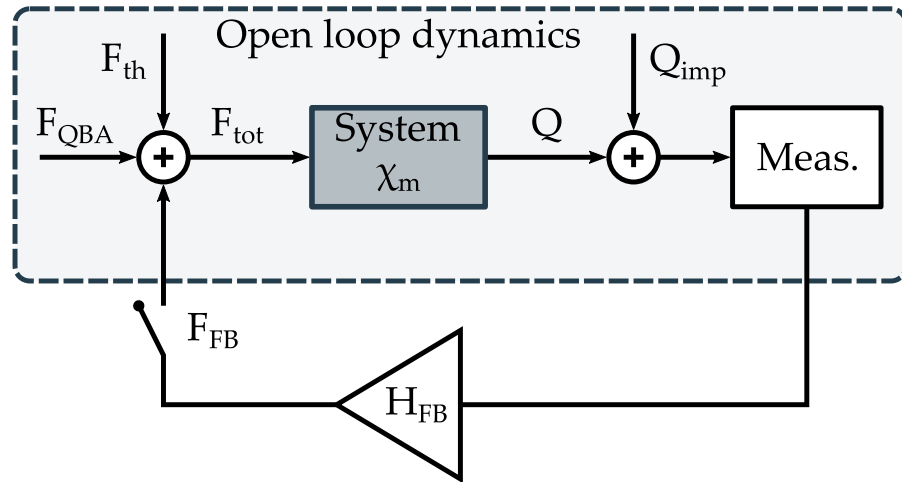 Open loop dynamics
F_th
Q_imp
F_QBA
F_tot
System
χ_m
Q
+
+
Meas.
F_FB
H_FB